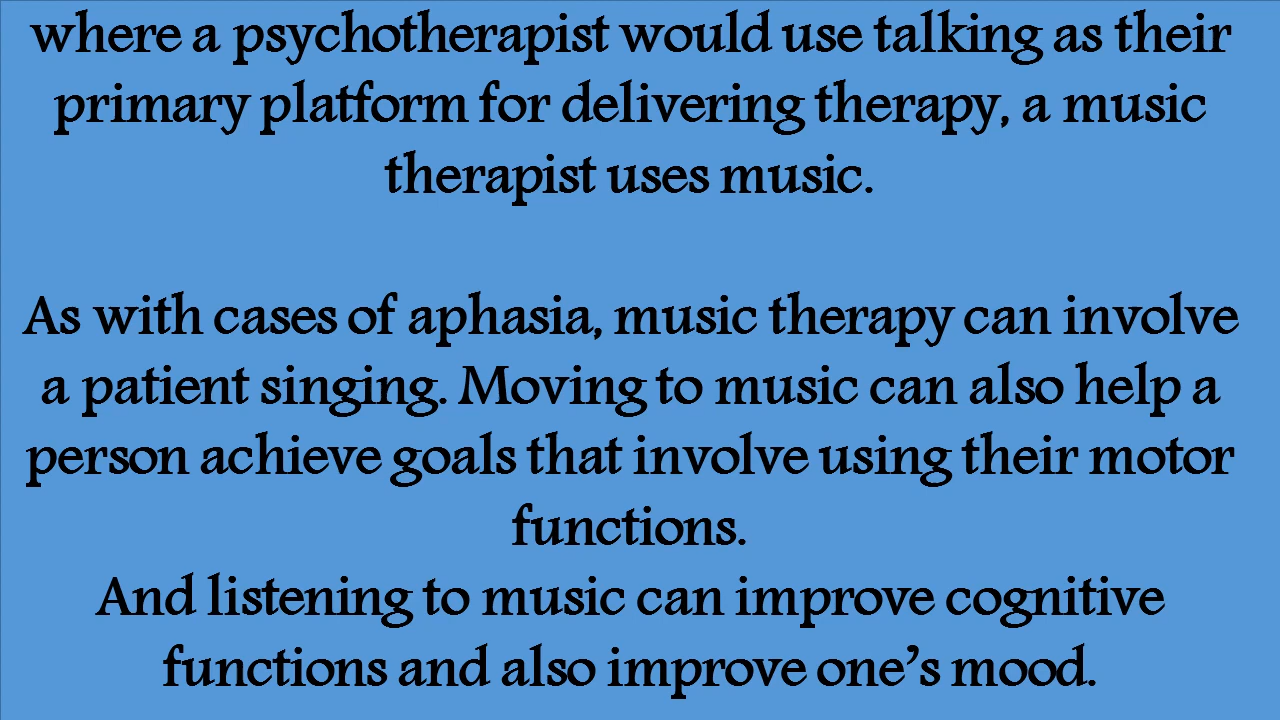 where a psychotherapist would use talking as their
primary platform for delivering therapy, a music
therapist uses music.
As with cases of aphasia, music therapy can involve
a patient singing. Moving to music can also help a
person achieve goals that involve using their motor
functions.
And listening to music can improve cognitive
functions and also improve one’s mood.